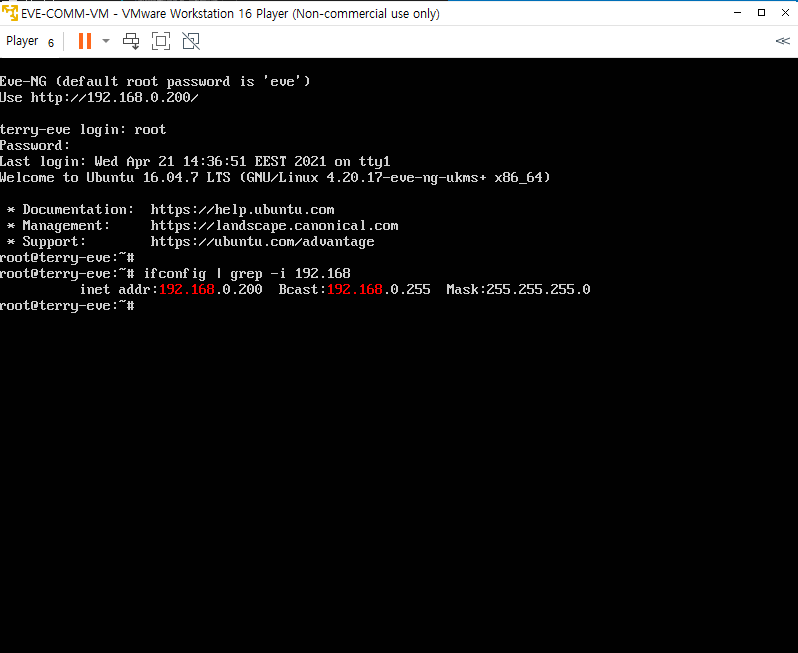 EVE-COMM-VM - VMware Workstation 16 Player (Non-commercial use only)
Player 6
Eve-NG (default root password is 'eve')
Use http://192.168.0.200/
terry-eve login: root
Password:
Last login: Wed Apr 21 14:36:51 EEST 2021 on tty1
Welcome to Ubuntu 16.04.7 LTS (GNU/Linux 4.20.17-eve-ng-ukms+ x86_64)
* Documentation:  https://help.ubuntu.com
* Management:     https://landscape.canonical.com
* Support:        https://ubuntu.com/advantage
root@terry-eve:~#
root@terry-eve:~# ifconfig | grep -i 192.168
inet addr:192.168.0.200  Bcast:192.168.0.255  Mask:255.255.255.0
root@terry-eve:~#